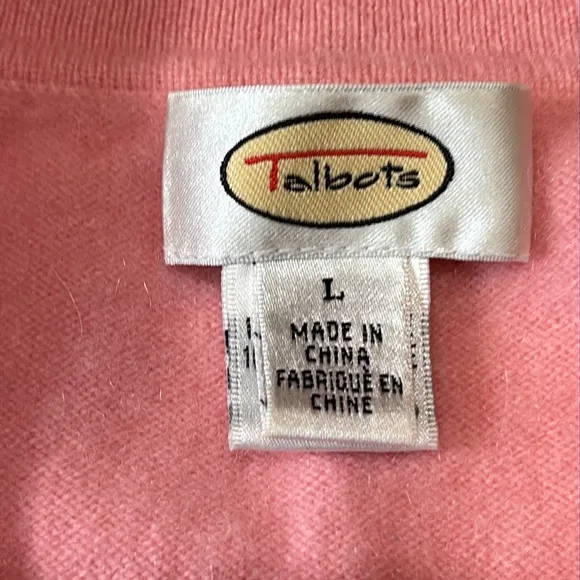 Talbots
L
MADE IN
CHINA
FABRIQUÉ EN
CHINE